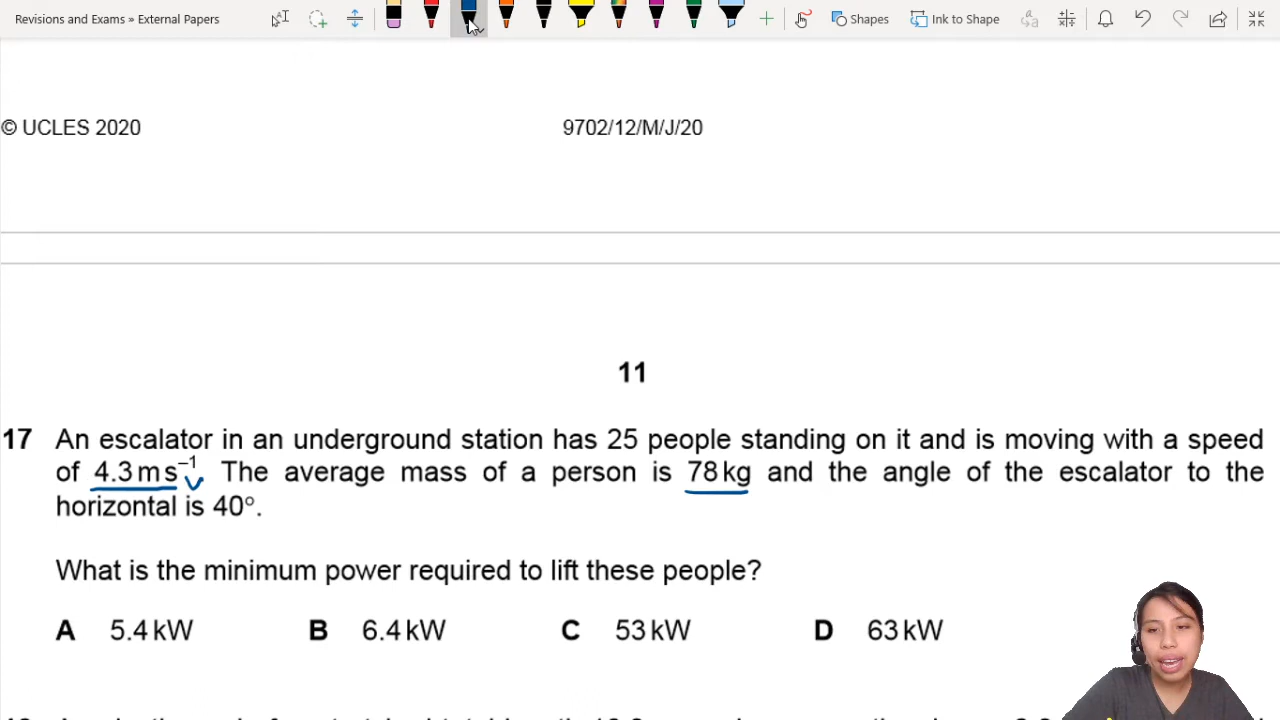 Revisions and Exams » External Papers
Shapes
Ink to Shape
© UCLES 2020
9702/12/M/J/20
11
17 An escalator in an underground station has 25 people standing on it and is moving with a speed
of 4.3 m s⁻¹ v The average mass of a person is 78 kg and the angle of the escalator to the
horizontal is 40°.
What is the minimum power required to lift these people?
A 5.4 kW B 6.4 kW C 53 kW D 63 kW